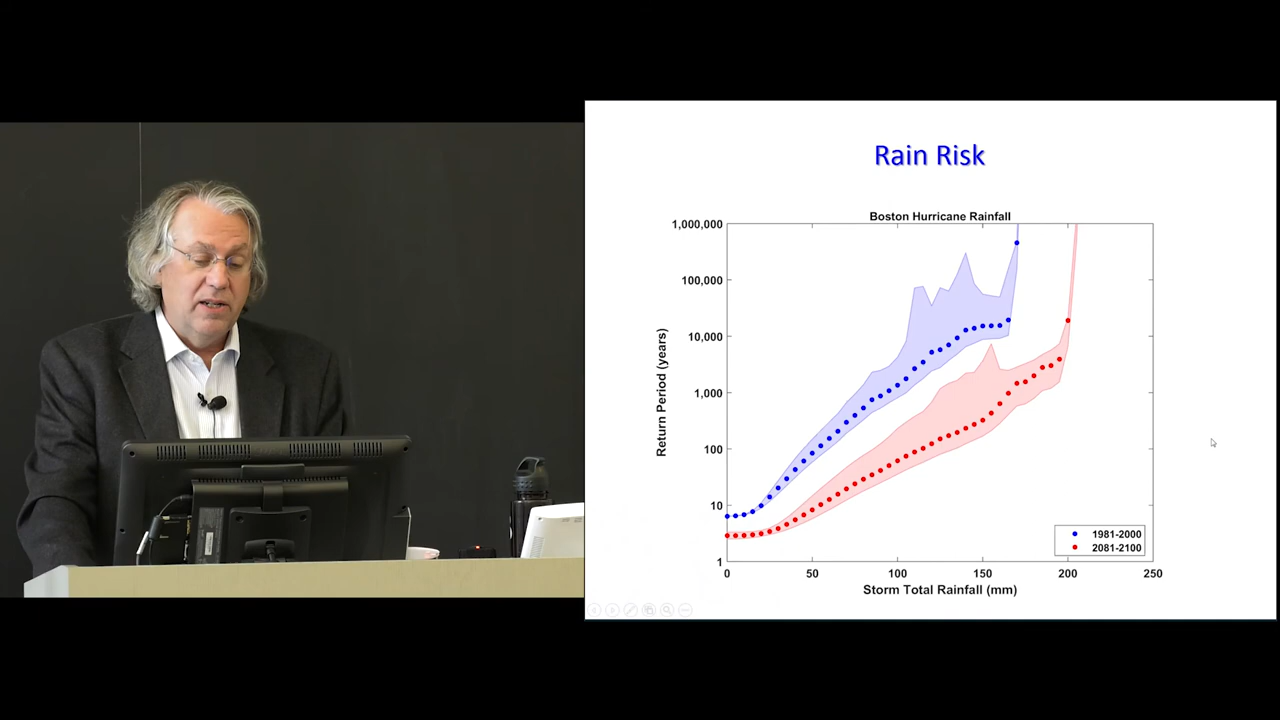 Rain Risk
Boston Hurricane Rainfall
1,000,000
100,000
10,000
1,000
100
10
1
Return Period (years)
0 50 100 150 200 250
Storm Total Rainfall (mm)
1981-2000
2081-2100